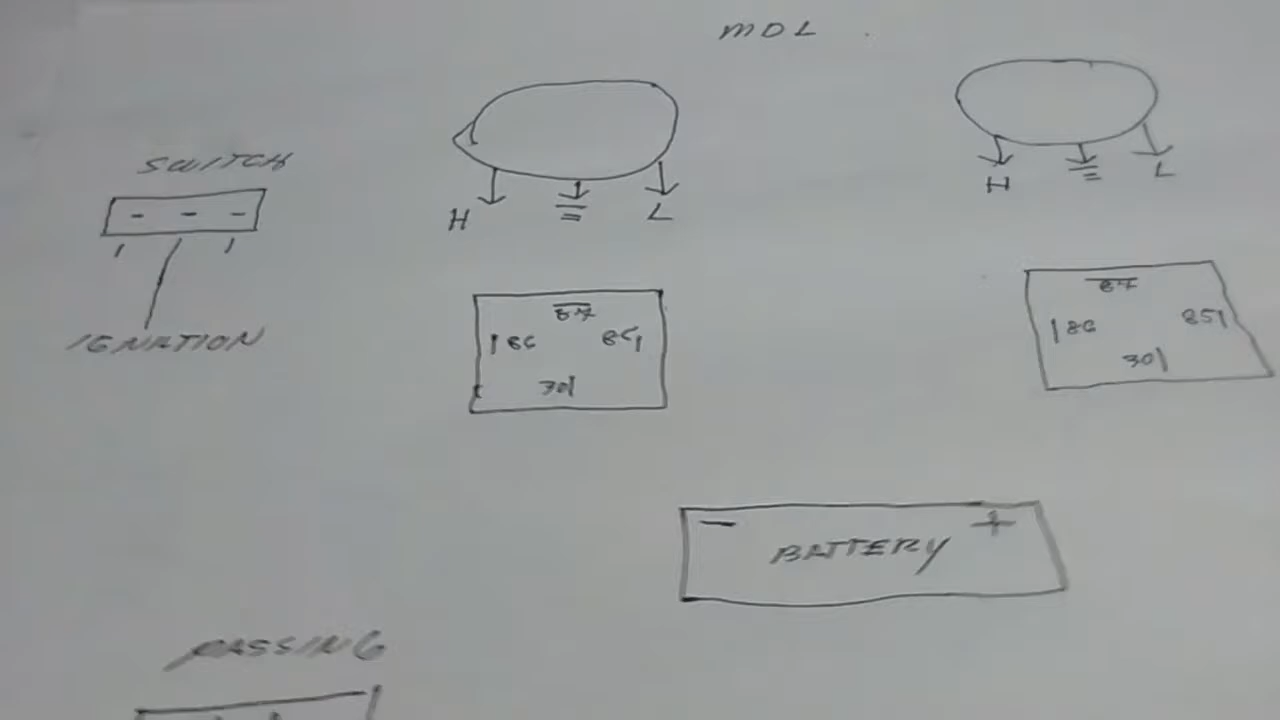 MDL
SWITCH
- - -
IGNATION
H L
H L
87
86 85
30
87
86 85
30
- +
BATTERY
PASSING